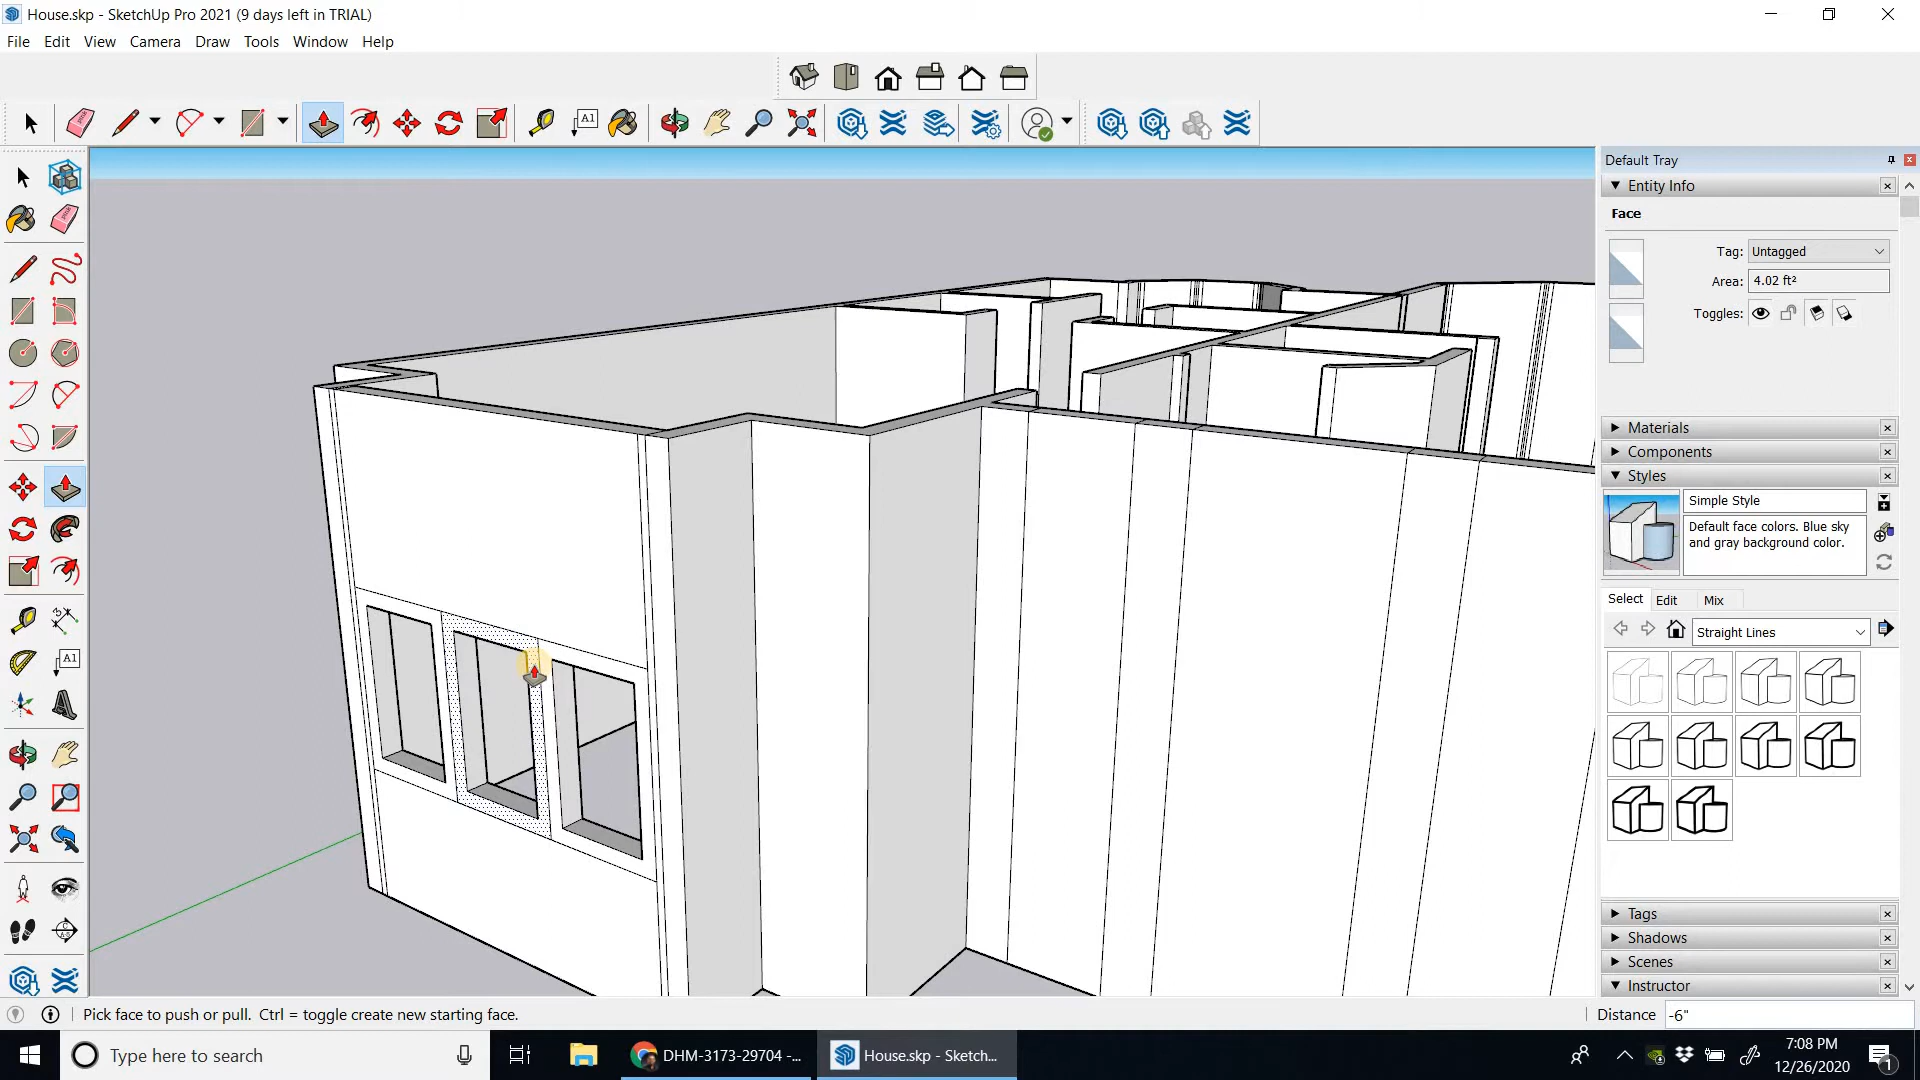 House.skp - SketchUp Pro 2021 (9 days left in TRIAL)
File Edit View Camera Draw Tools Window Help
A1
Default Tray
Entity Info
Face
Tag: Untagged
Area: 4.02 ft²
Toggles:
A1
Materials
Components
Styles
Simple Style
Default face colors. Blue sky
and gray background color.
Select Edit Mix
Straight Lines
Tags
Shadows
Scenes
Instructor
Pick face to push or pull. Ctrl = toggle create new starting face.
Distance -6"
Type here to search
DHM-3173-29704 -...
House.skp - Sketch...
7:08 PM
12/26/2020
1